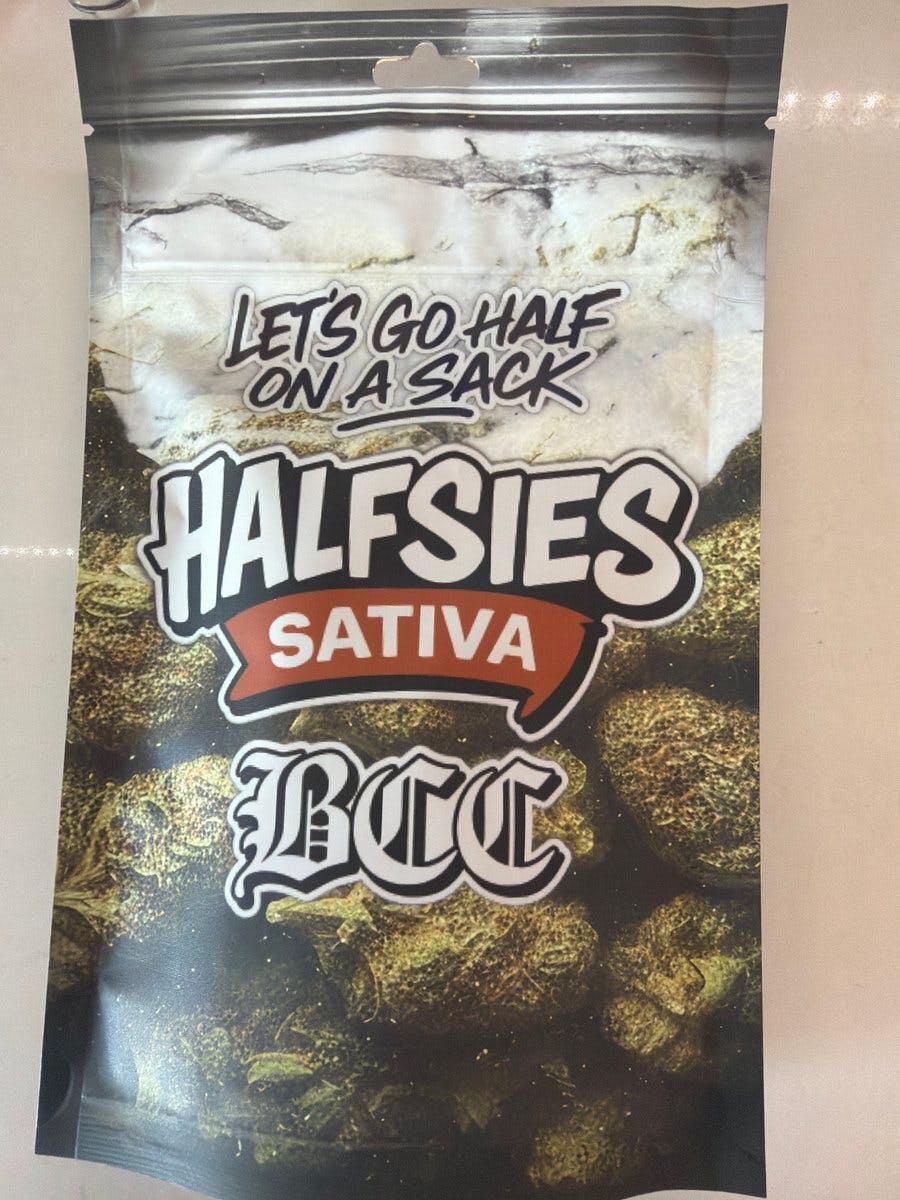 LET'S GO HALF
ON A SACK
HALFSIES
SATIVA
BCC